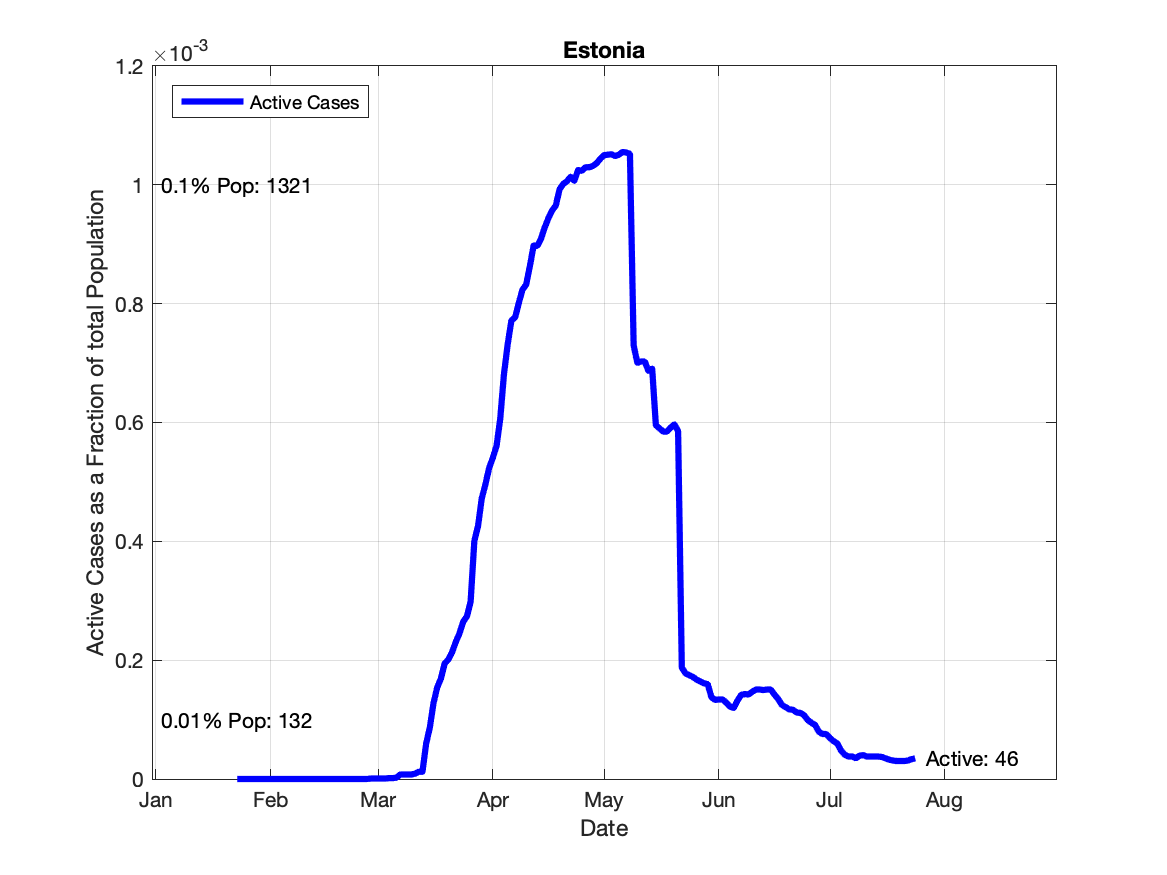 Estonia
×10-3
1.2
Active Cases
1
0.1% Pop: 1321
0.8
0.6
0.4
0.2
0.01% Pop: 132
0
Active: 46
Jan Feb Mar Apr May Jun Jul Aug
Date
Active Cases as a Fraction of total Population